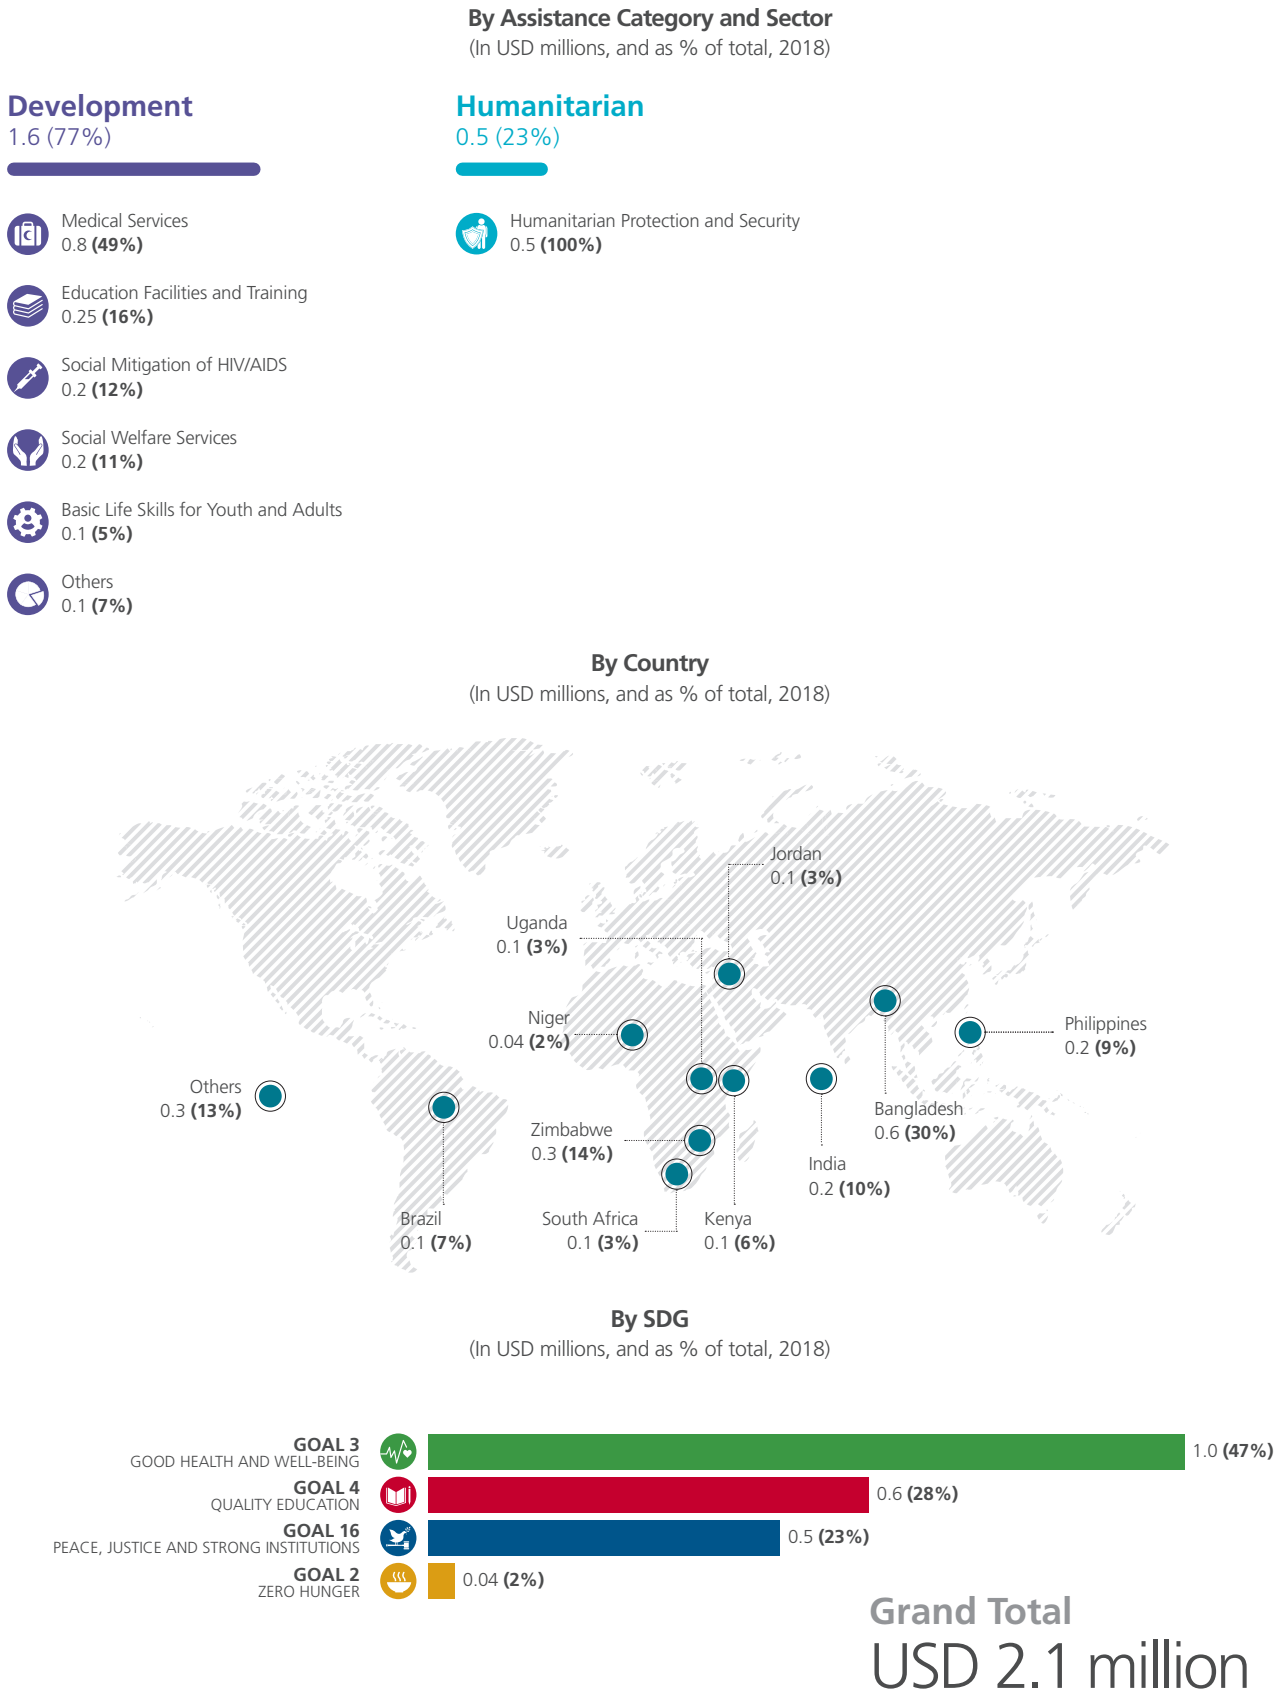 By Assistance Category and Sector
(In USD millions, and as % of total, 2018)
Development
1.6 (77%)
Medical Services
0.8 (49%)
Education Facilities and Training
0.25 (16%)
Social Mitigation of HIV/AIDS
0.2 (12%)
Social Welfare Services
0.2 (11%)
Basic Life Skills for Youth and Adults
0.1 (5%)
Others
0.1 (7%)
Humanitarian
0.5 (23%)
Humanitarian Protection and Security
0.5 (100%)
By Country
(In USD millions, and as % of total, 2018)
Jordan
0.1 (3%)
Uganda
0.1 (3%)
Niger
0.04 (2%)
Philippines
0.2 (9%)
Others
0.3 (13%)
Bangladesh
0.6 (30%)
Zimbabwe
0.3 (14%)
India
0.2 (10%)
Brazil
0.1 (7%)
South Africa
0.1 (3%)
Kenya
0.1 (6%)
By SDG
(In USD millions, and as % of total, 2018)
GOAL 3
GOOD HEALTH AND WELL-BEING
1.0 (47%)
GOAL 4
QUALITY EDUCATION
0.6 (28%)
GOAL 16
PEACE, JUSTICE AND STRONG INSTITUTIONS
0.5 (23%)
GOAL 2
ZERO HUNGER
0.04 (2%)
Grand Total
USD 2.1 million